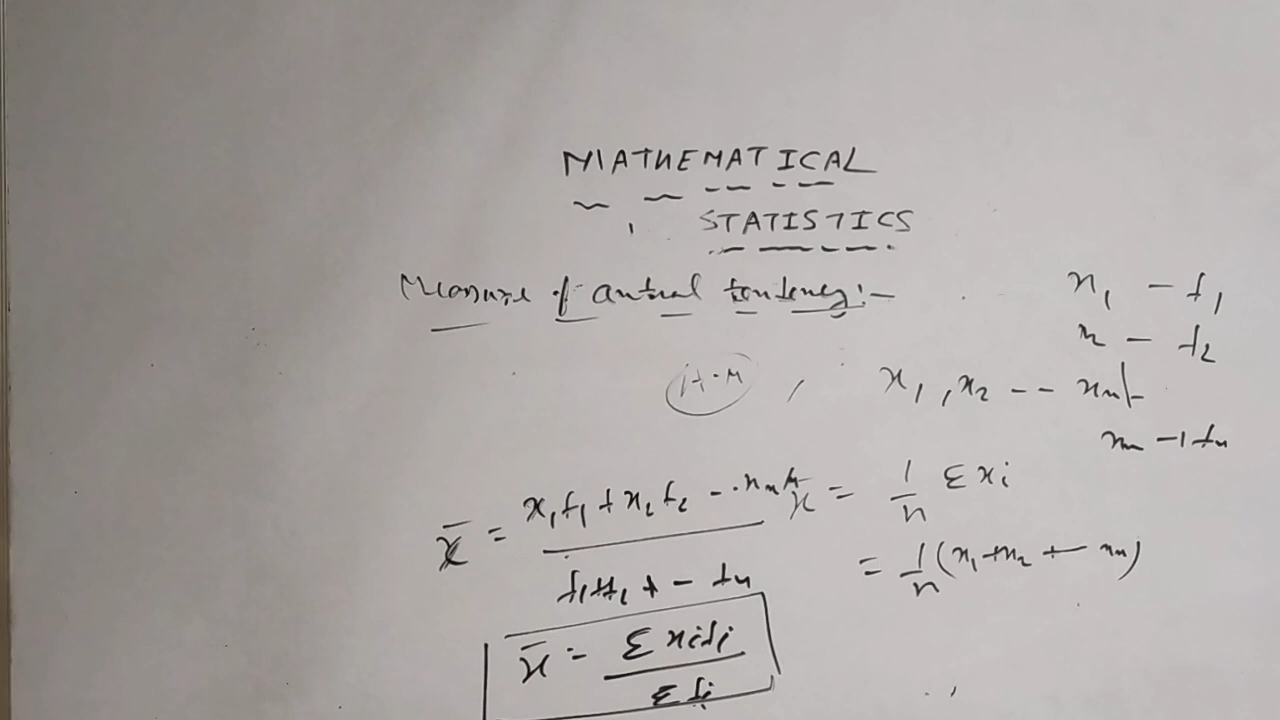 MATHEMATICAL
STATISTICS
Measure of central tendency:-
x₁ - f₁
x₂ - f₂
A.M , x₁, x₂ -- xₙ
xₙ - fₙ
x̄ = (x₁f₁ + x₂f₂ -- xₙfₙ) / (f₁ + f₂ + - fₙ)
x̄ = 1/n Σxi
= 1/n (x₁ + x₂ + - xₙ)
x̄ = Σxifi / Σfi